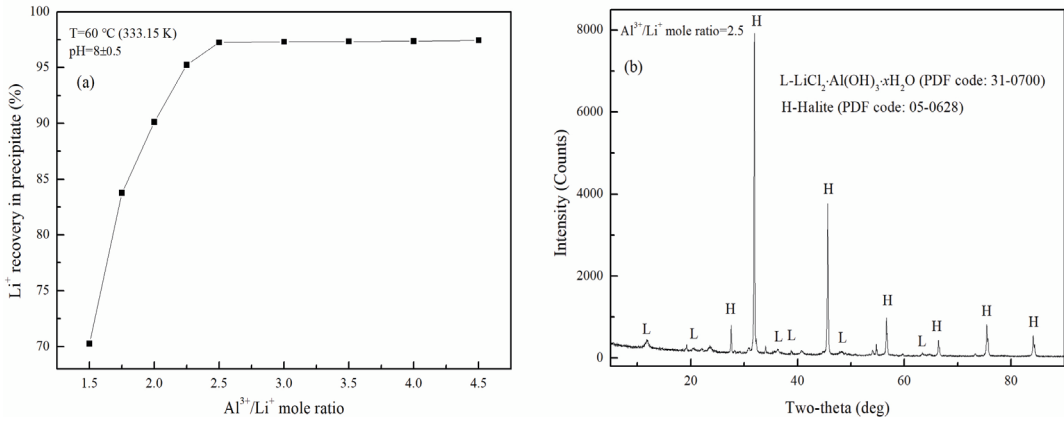 T=60 °C (333.15 K)
pH=8±0.5
(a)
Li⁺ recovery in precipitate (%)
100
95
90
85
80
75
70
1.5 2.0 2.5 3.0 3.5 4.0 4.5
Al³⁺/Li⁺ mole ratio
Al³⁺/Li⁺ mole ratio=2.5
(b)
L-LiCl₂·Al(OH)₃·xH₂O (PDF code: 31-0700)
H-Halite (PDF code: 05-0628)
Intensity (Counts)
8000
6000
4000
2000
0
H
H
H
H
H
H
H
L
L
L
L
L
L
20 40 60 80
Two-theta (deg)